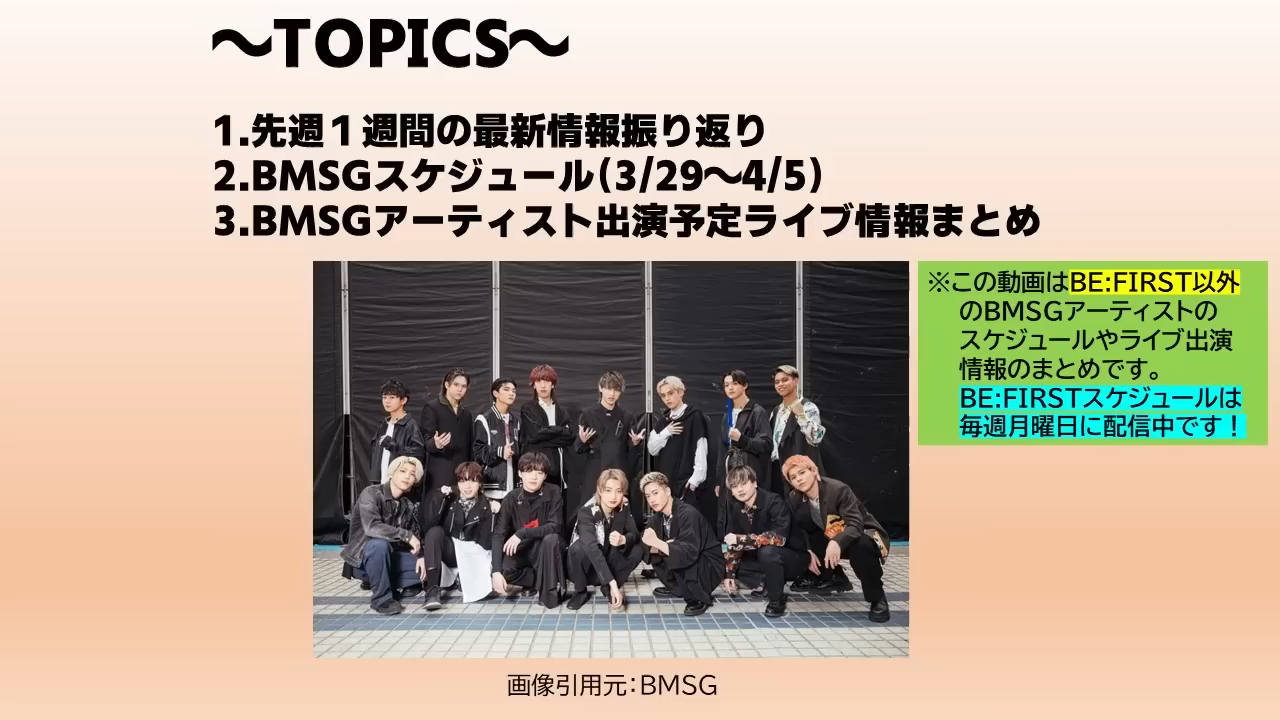 ～TOPICS～
1.先週１週間の最新情報振り返り
2.BMSGスケジュール(3/29～4/5)
3.BMSGアーティスト出演予定ライブ情報まとめ
※この動画はBE:FIRST以外
のBMSGアーティストの
スケジュールやライブ出演
情報のまとめです。
BE:FIRSTスケジュールは
毎週月曜日に配信中です！
画像引用元：BMSG